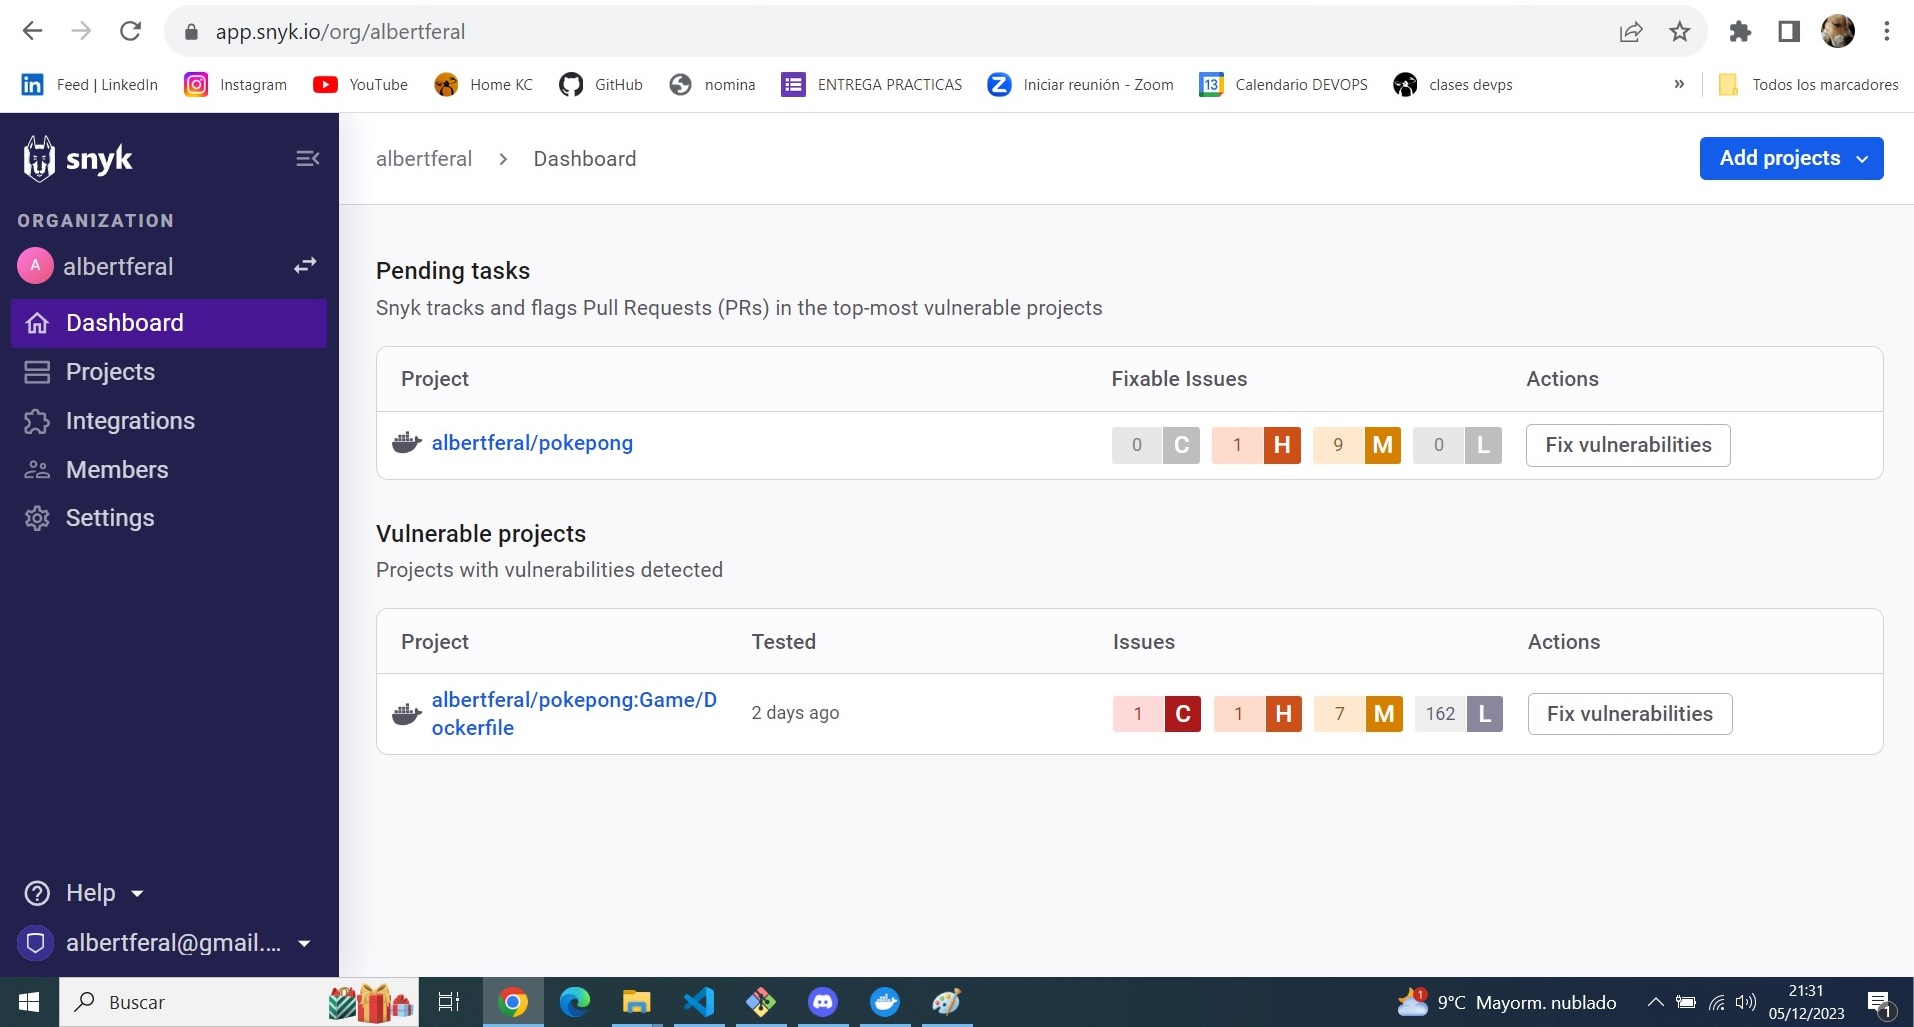 app.snyk.io/org/albertferal
Feed | LinkedIn
Instagram
YouTube
Home KC
GitHub
nomina
ENTREGA PRACTICAS
Iniciar reunión - Zoom
13
Calendario DEVOPS
clases devps
»
Todos los marcadores
snyk
ORGANIZATION
A
albertferal
Dashboard
Projects
Integrations
Members
Settings
Help
albertferal@gmail....
albertferal > Dashboard
Add projects
Pending tasks
Snyk tracks and flags Pull Requests (PRs) in the top-most vulnerable projects
Project Fixable Issues Actions
albertferal/pokepong 0 C 1 H 9 M 0 L Fix vulnerabilities
Vulnerable projects
Projects with vulnerabilities detected
Project Tested Issues Actions
albertferal/pokepong:Game/D
ockerfile
2 days ago 1 C 1 H 7 M 162 L Fix vulnerabilities
Buscar
1
9°C Mayorm. nublado
21:31
05/12/2023
1